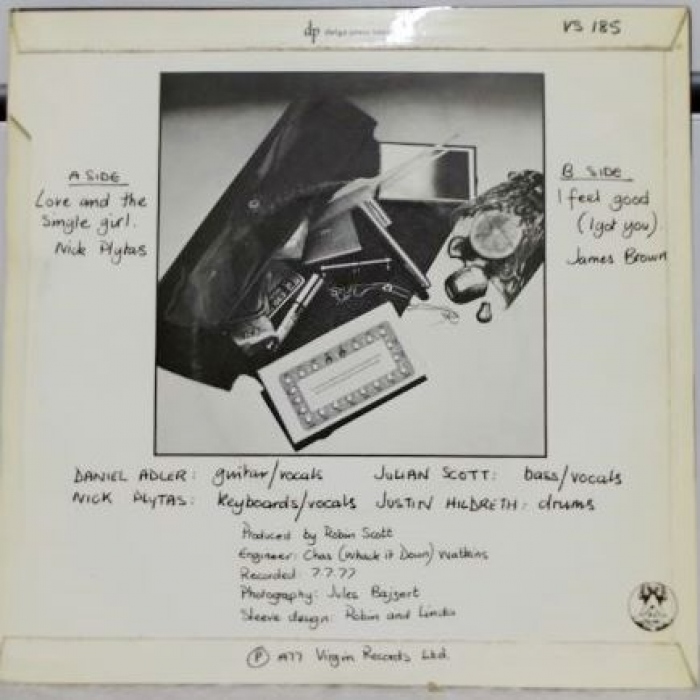 dp
VS 185
A SIDE
Love and the
Single girl.
Nick Plytas
B SIDE
I feel good
(I got you).
James Brown
DANIEL ADLER: guitar/vocals
JULIAN SCOTT: bass/vocals
NICK PLYTAS: keyboards/vocals
JUSTIN HILDRETH: drums
Produced by Robin Scott
Engineer: Chas (Whack it Down) Watkins
Recorded 7.7.77
Photography: Jules Bajzert
Sleeve design: Robin and Linda
Ⓟ 1977 Virgin Records Ltd.